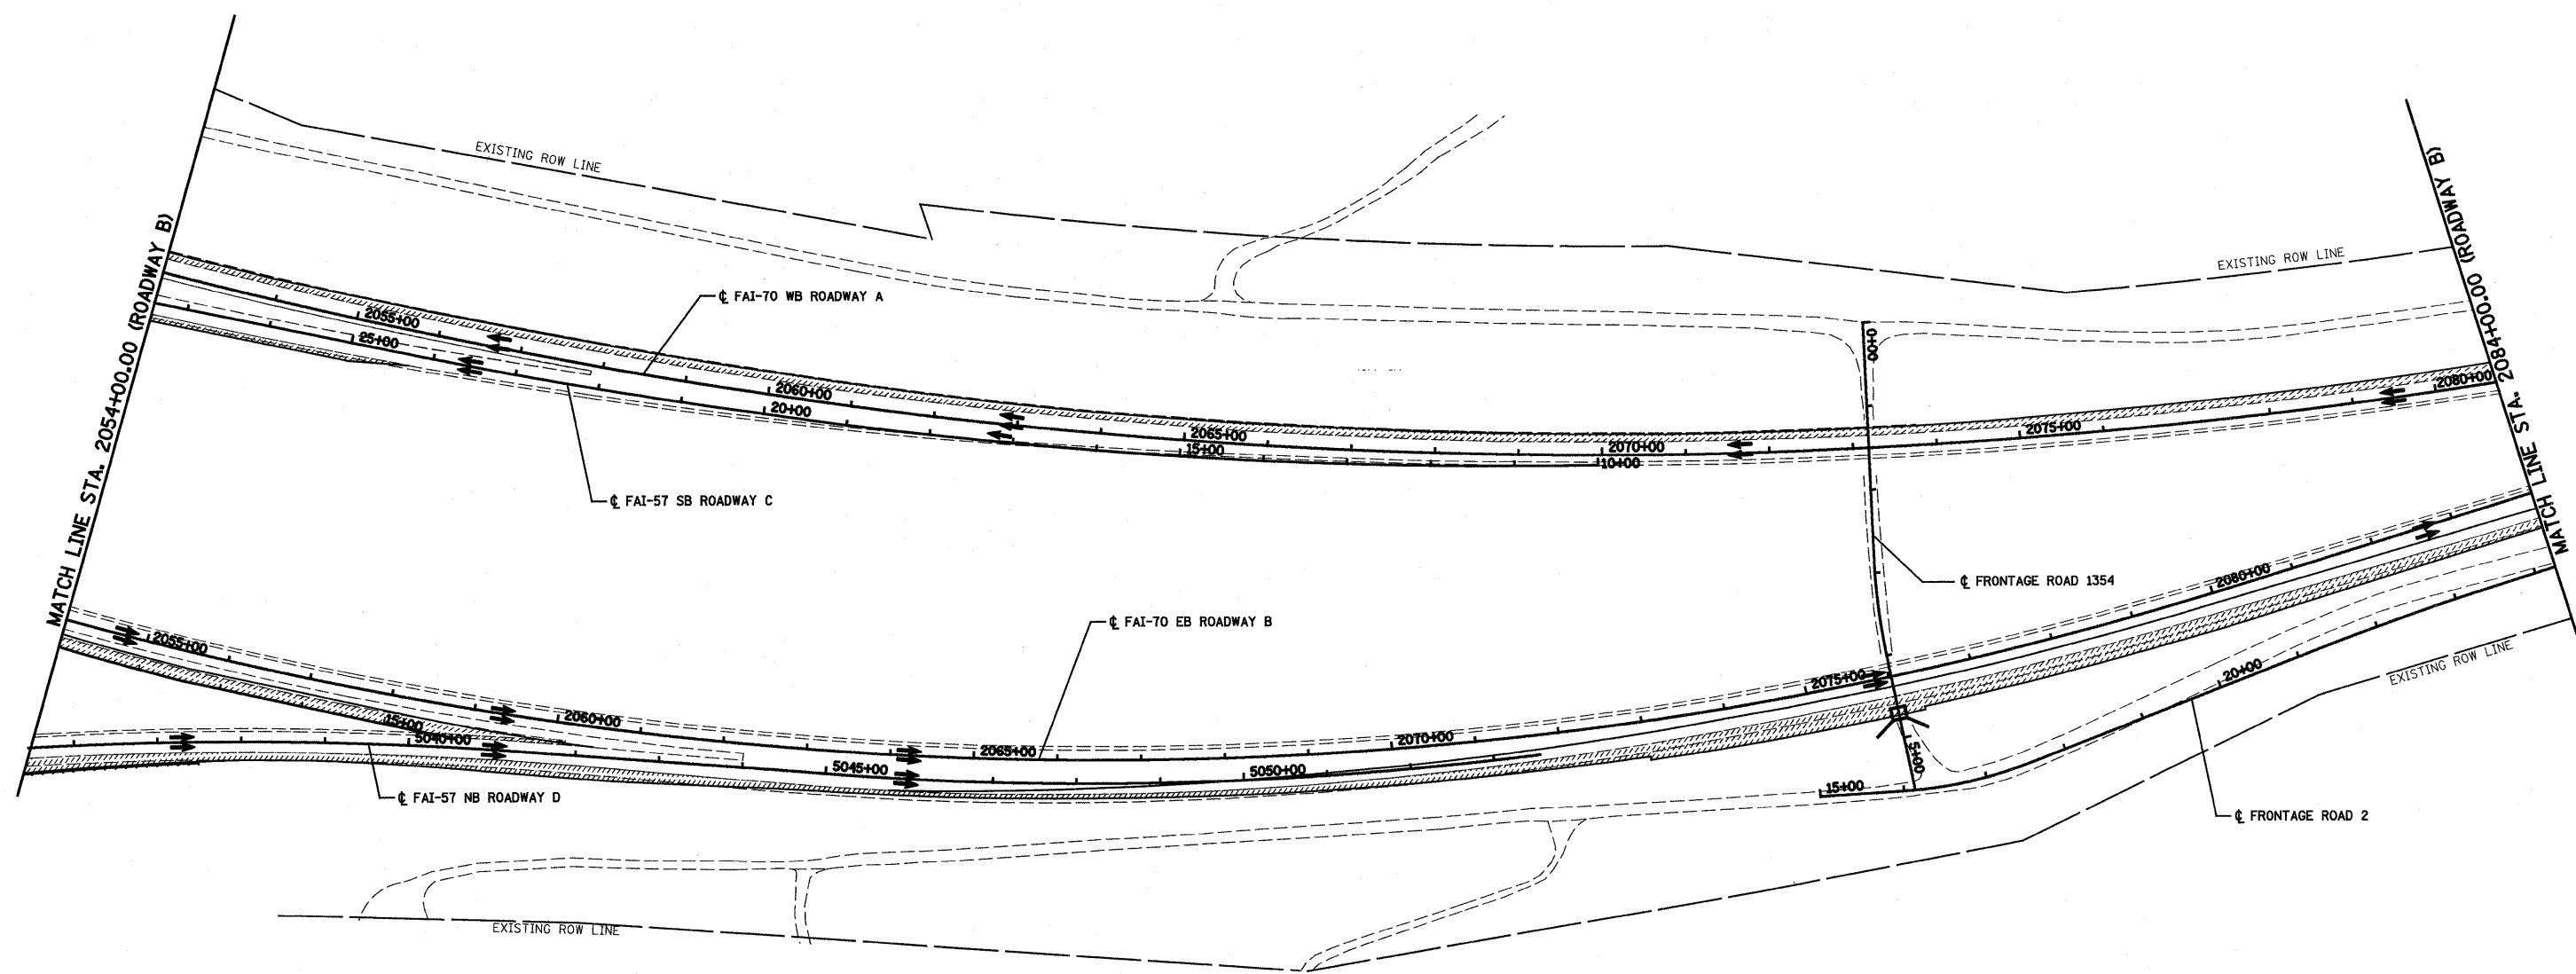 MATCH LINE STA. 2054+00.00 (ROADWAY B)
EXISTING ROW LINE
℄ FAI-70 WB ROADWAY A
EXISTING ROW LINE
MATCH LINE STA. 2084+00.00 (ROADWAY B)
2055+00
2060+00
2065+00
2070+00
2075+00
2080+00
25+00
20+00
15+00
10+00
0+00
℄ FAI-57 SB ROADWAY C
℄ FRONTAGE ROAD 1354
℄ FAI-70 EB ROADWAY B
2055+00
2060+00
2065+00
2070+00
2075+00
2080+00
15+00
5040+00
5045+00
5050+00
5+00
15+00
20+00
EXISTING ROW LINE
℄ FAI-57 NB ROADWAY D
℄ FRONTAGE ROAD 2
EXISTING ROW LINE